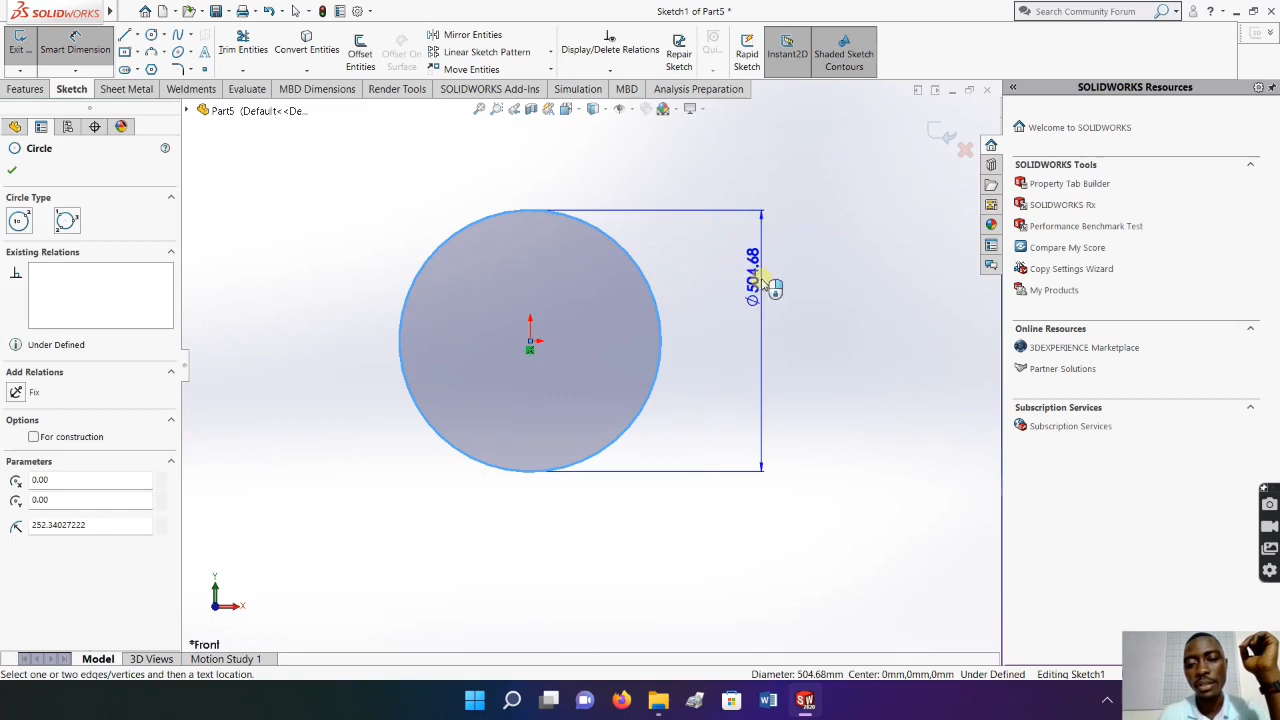 SOLIDWORKS
Sketch1 of Part5 *
Search Community Forum
Exit ...
Smart Dimension
Trim Entities
Convert Entities
Offset Entities
Offset On Surface
Mirror Entities
Linear Sketch Pattern
Move Entities
Display/Delete Relations
Repair Sketch
Qui...
Rapid Sketch
Instant2D
Shaded Sketch Contours
Features
Sketch
Sheet Metal
Weldments
Evaluate
MBD Dimensions
Render Tools
SOLIDWORKS Add-Ins
Simulation
MBD
Analysis Preparation
SOLIDWORKS Resources
Part5 (Default<<De...
Circle
Circle Type
Existing Relations
Under Defined
Add Relations
Fix
Options
For construction
Parameters
0.00
0.00
252.34027222
Ø504.68
Y
X
*Front
Welcome to SOLIDWORKS
SOLIDWORKS Tools
Property Tab Builder
SOLIDWORKS Rx
Performance Benchmark Test
Compare My Score
Copy Settings Wizard
My Products
Online Resources
3DEXPERIENCE Marketplace
Partner Solutions
Subscription Services
Subscription Services
Model
3D Views
Motion Study 1
Select one or two edges/vertices and then a text location.
Diameter: 504.68mm Center: 0mm,0mm,0mm
Under Defined
Editing Sketch1